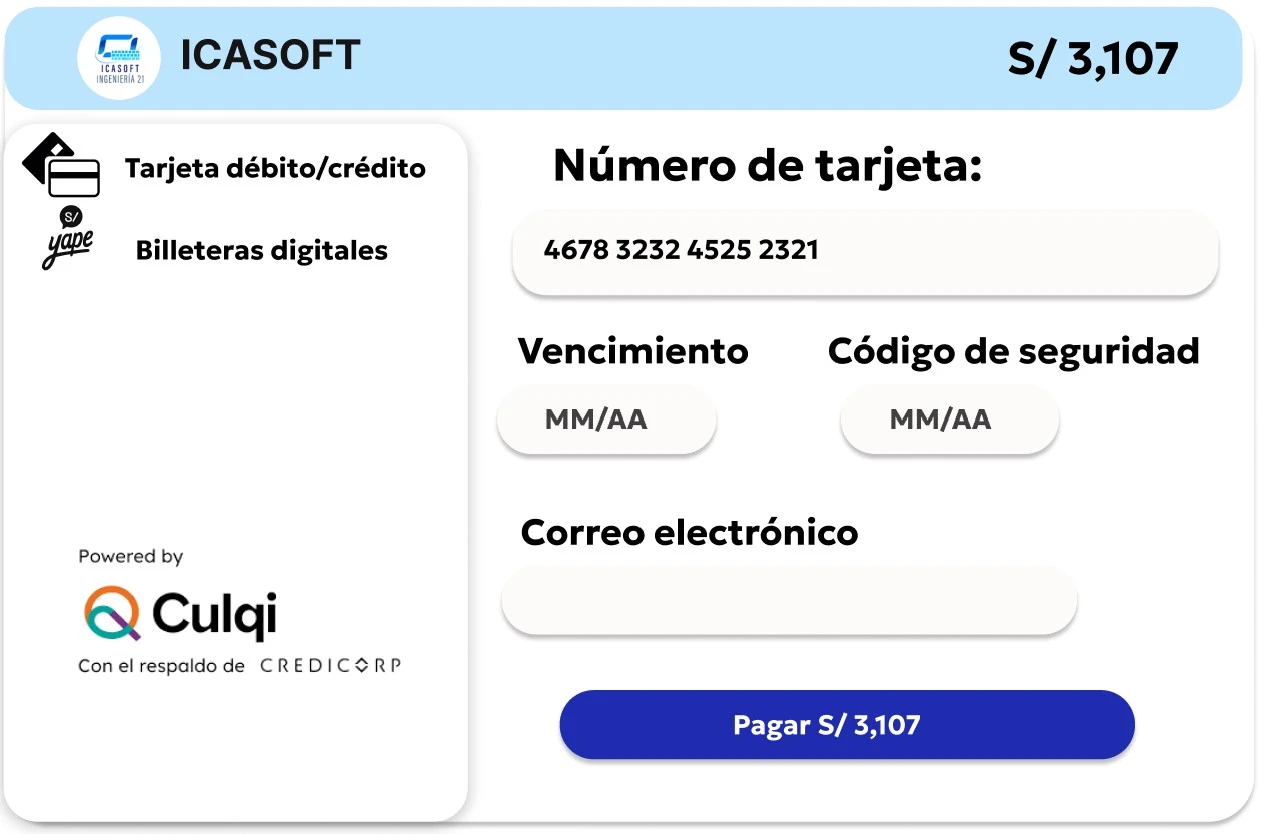 ICASOFT
INGENIERÍA 21
ICASOFT
S/ 3,107
Tarjeta débito/crédito
S/
yape
Billeteras digitales
Powered by
Culqi
Con el respaldo de CREDICORP
Número de tarjeta:
4678 3232 4525 2321
Vencimiento
Código de seguridad
MM/AA
MM/AA
Correo electrónico
Pagar S/ 3,107